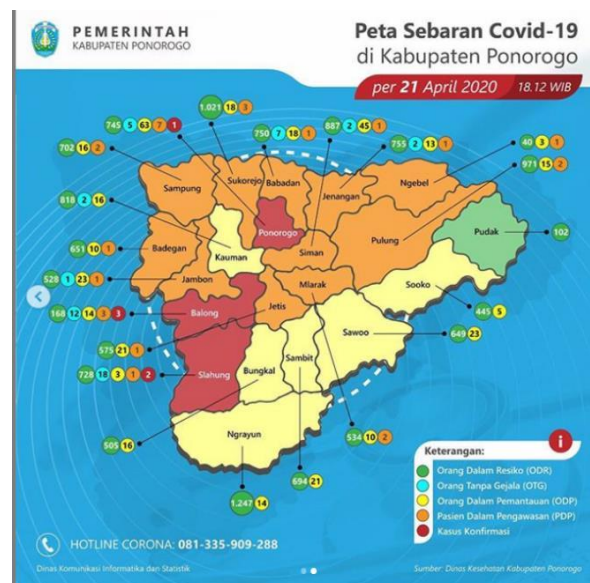 PEMERINTAH
KABUPATEN PONOROGO
Peta Sebaran Covid-19
di Kabupaten Ponorogo
per 21 April 2020 18.12 WIB
745 5 63 7 1
1.021 18 3
750 7 18 1
887 2 45 1
755 2 13 1
40 3 1
971 15 2
702 16 2
818 2 16
651 10 1
528 1 23 1
168 12 14 3 3
575 21 1
728 18 3 1 2
505 16
1.247 14
694 21
534 10 2
649 23
445 5
102
Sampung
Sukorejo
Babadan
Jenangan
Ngebel
Ponorogo
Pulung
Pudak
Badegan
Kauman
Siman
Jambon
Mlarak
Balong
Jetis
Sooko
Sawoo
Slahung
Bungkal
Sambit
Ngrayun
Keterangan:
i
Orang Dalam Resiko (ODR)
Orang Tanpa Gejala (OTG)
Orang Dalam Pemantauan (ODP)
Pasien Dalam Pengawasan (PDP)
Kasus Konfirmasi
HOTLINE CORONA: 081-335-909-288
Dinas Komunikasi Informatika dan Statistik
Sumber: Dinas Kesehatan Kabupaten Ponorogo